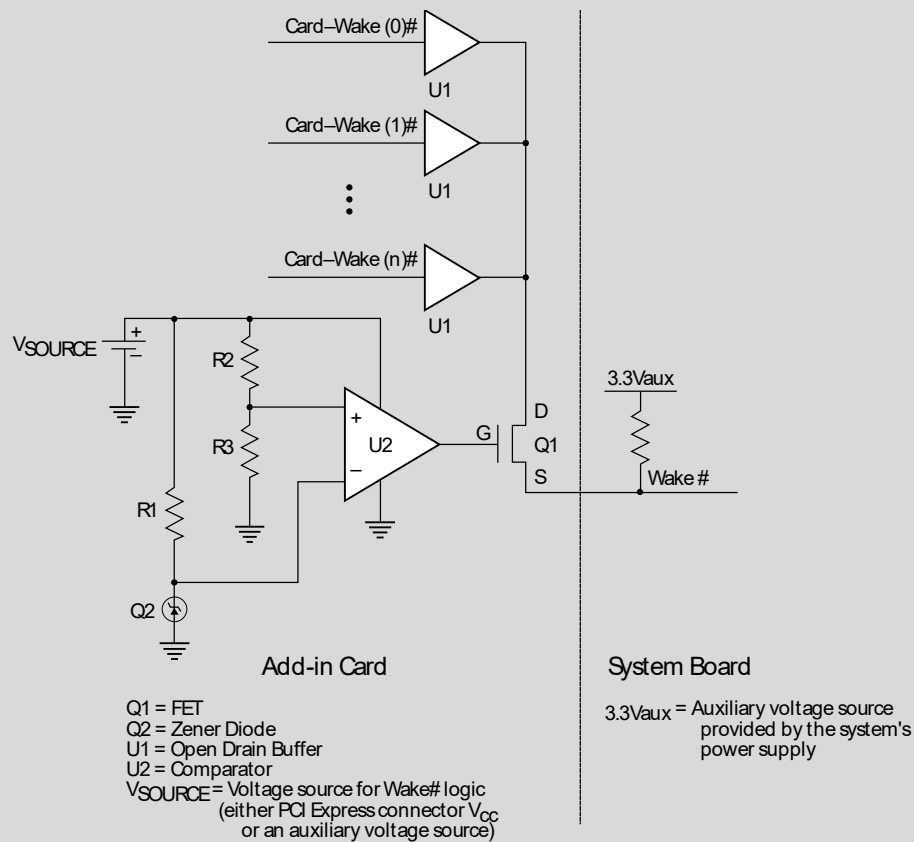 Card–Wake (0)#
U1
Card–Wake (1)#
U1
Card–Wake (n)#
U1
+
VSOURCE
–
R2
3.3Vaux
D
+
G
Q1
U2
R3
S
Wake #
–
R1
Q2
Add-in Card
System Board
Q1 = FET
Q2 = Zener Diode
U1 = Open Drain Buffer
U2 = Comparator
VSOURCE = Voltage source for Wake# logic
(either PCI Express connector VCC
or an auxiliary voltage source)
3.3Vaux = Auxiliary voltage source
provided by the system's
power supply